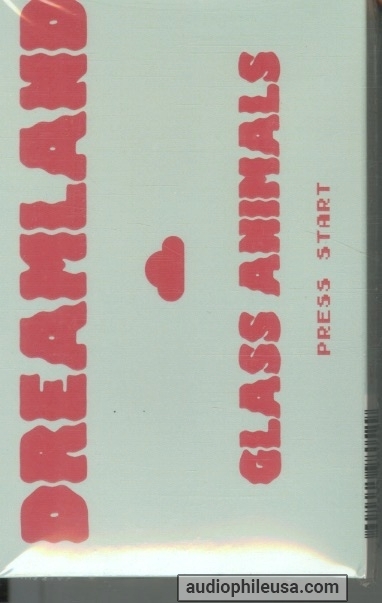 DREAMLAND
GLASS ANIMALS
PRESS START
audiophileusa.com